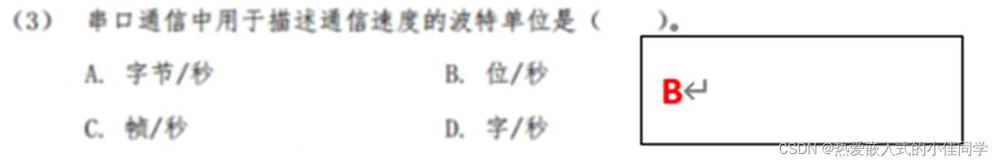 (3) 串口通信中用于描述通信速度的波特单位是( )。
A. 字节/秒 B. 位/秒
B↵
C. 帧/秒 D. 字/秒
CSDN @热爱嵌入式的小佳同学